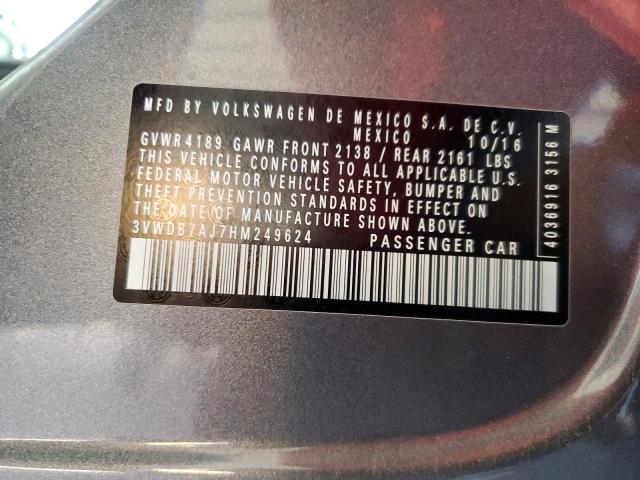 MFD BY VOLKSWAGEN DE MEXICO S.A. DE C.V.
MEXICO 10/16
GVWR 4189 GAWR FRONT 2138 / REAR 2161 LBS
THIS VEHICLE CONFORMS TO ALL APPLICABLE U.S.
FEDERAL MOTOR VEHICLE SAFETY, BUMPER AND
THEFT PREVENTION STANDARDS IN EFFECT ON
THE DATE OF MANUFACTURE SHOWN ABOVE.
3VWDB7AJ7HM249624 PASSENGER CAR
4036916 3156 M